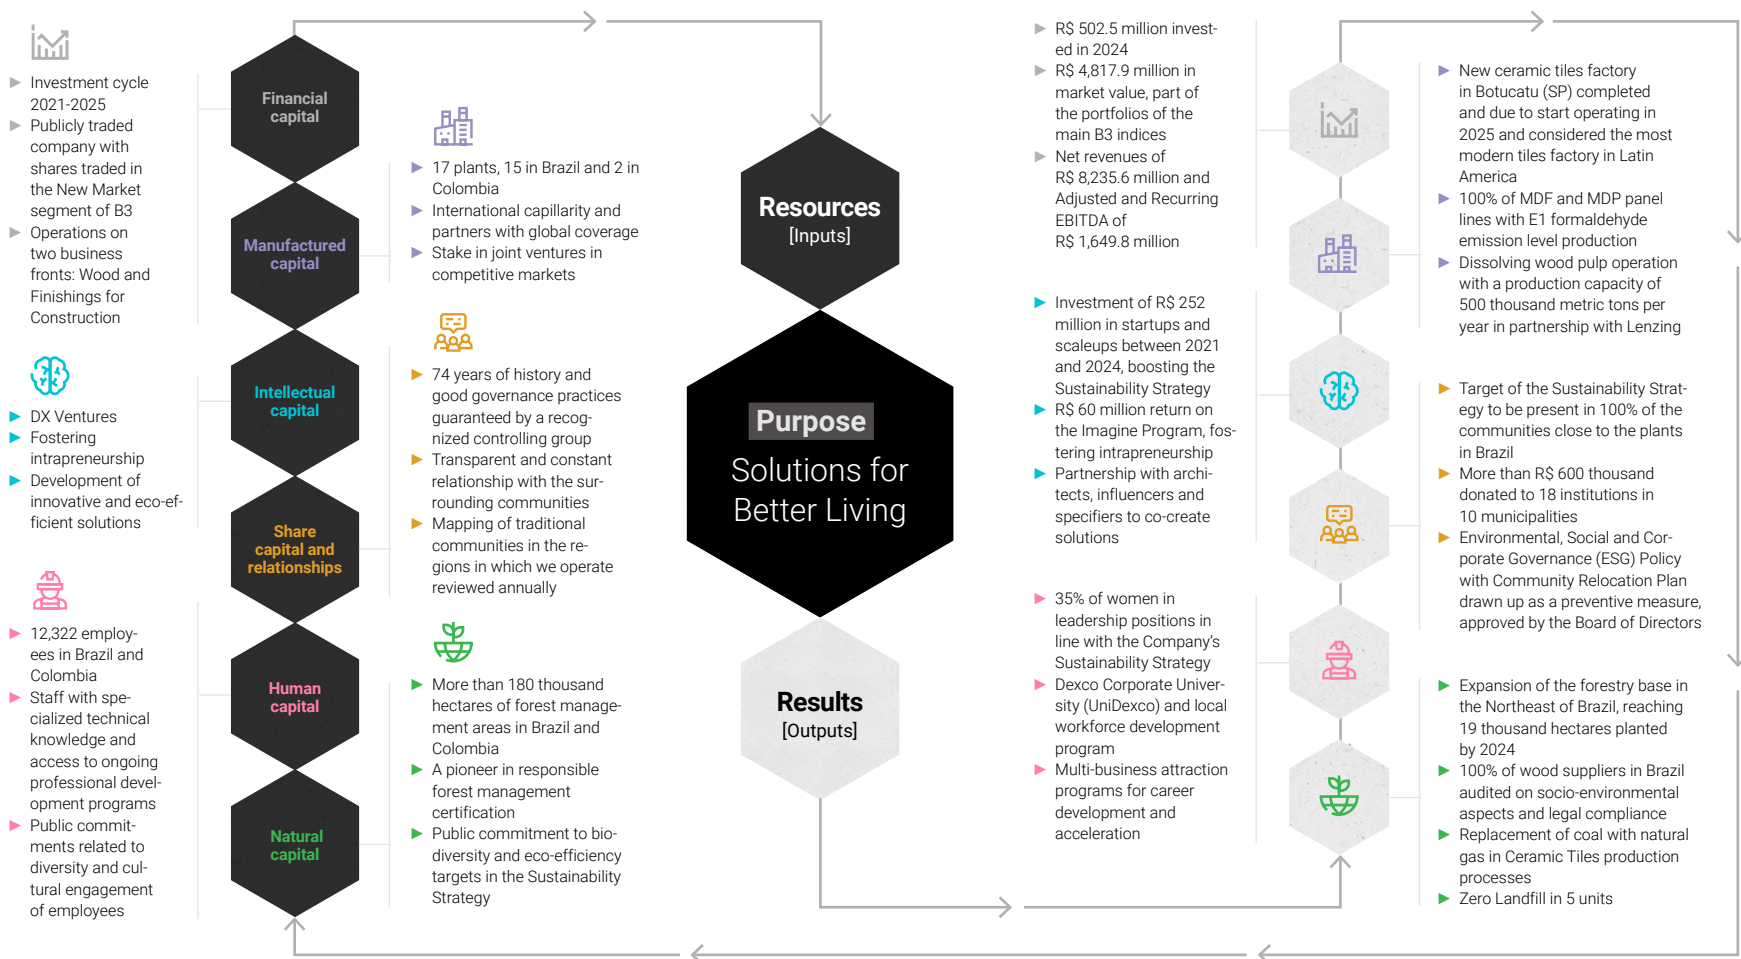 Financial
capital
Investment cycle
2021-2025
Publicly traded
company with
shares traded in
the New Market
segment of B3
Operations on
two business
fronts: Wood and
Finishings for
Construction
Manufactured
capital
17 plants, 15 in Brazil and 2 in
Colombia
International capillarity and
partners with global coverage
Stake in joint ventures in
competitive markets
Intellectual
capital
DX Ventures
Fostering
intrapreneurship
Development of
innovative and eco-ef-
ficient solutions
Share
capital and
relationships
74 years of history and
good governance practices
guaranteed by a recog-
nized controlling group
Transparent and constant
relationship with the sur-
rounding communities
Mapping of traditional
communities in the re-
gions in which we operate
reviewed annually
Human
capital
12,322 employ-
ees in Brazil and
Colombia
Staff with spe-
cialized technical
knowledge and
access to ongoing
professional devel-
opment programs
Public commit-
ments related to
diversity and cul-
tural engagement
of employees
Natural
capital
More than 180 thousand
hectares of forest manage-
ment areas in Brazil and
Colombia
A pioneer in responsible
forest management
certification
Public commitment to bio-
diversity and eco-efficiency
targets in the Sustainability
Strategy
Resources
[Inputs]
Purpose
Solutions for
Better Living
Results
[Outputs]
R$ 502.5 million invest-
ed in 2024
R$ 4,817.9 million in
market value, part of
the portfolios of the
main B3 indices
Net revenues of
R$ 8,235.6 million and
Adjusted and Recurring
EBITDA of
R$ 1,649.8 million
New ceramic tiles factory
in Botucatu (SP) completed
and due to start operating in
2025 and considered the most
modern tiles factory in Latin
America
100% of MDF and MDP panel
lines with E1 formaldehyde
emission level production
Dissolving wood pulp operation
with a production capacity of
500 thousand metric tons per
year in partnership with Lenzing
Investment of R$ 252
million in startups and
scaleups between 2021
and 2024, boosting the
Sustainability Strategy
R$ 60 million return on
the Imagine Program, fos-
tering intrapreneurship
Partnership with archi-
tects, influencers and
specifiers to co-create
solutions
Target of the Sustainability Strat-
egy to be present in 100% of the
communities close to the plants
in Brazil
More than R$ 600 thousand
donated to 18 institutions in
10 municipalities
Environmental, Social and Cor-
porate Governance (ESG) Policy
with Community Relocation Plan
drawn up as a preventive measure,
approved by the Board of Directors
35% of women in
leadership positions in
line with the Company's
Sustainability Strategy
Dexco Corporate Univer-
sity (UniDexco) and local
workforce development
program
Multi-business attraction
programs for career
development and
acceleration
Expansion of the forestry base in
the Northeast of Brazil, reaching
19 thousand hectares planted
by 2024
100% of wood suppliers in Brazil
audited on socio-environmental
aspects and legal compliance
Replacement of coal with natural
gas in Ceramic Tiles production
processes
Zero Landfill in 5 units